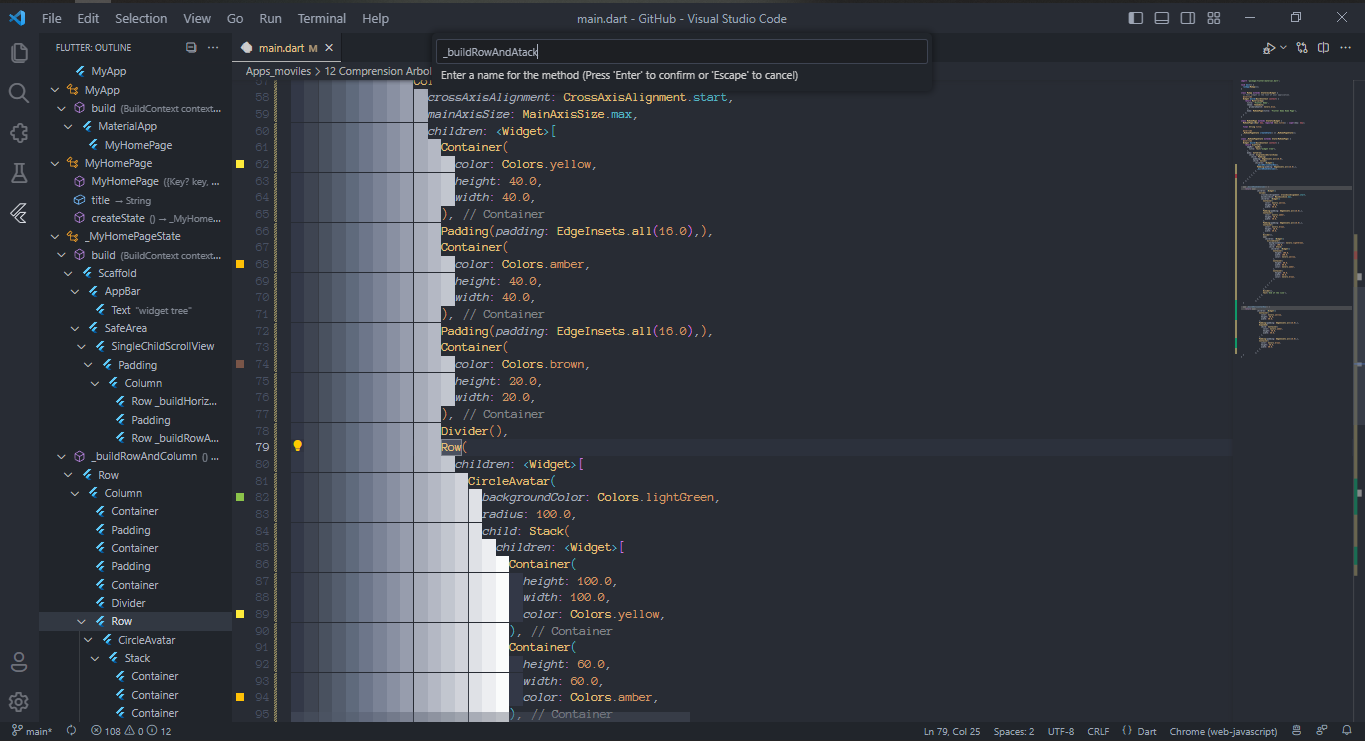 File Edit Selection View Go Run Terminal Help
main.dart - GitHub - Visual Studio Code
FLUTTER: OUTLINE
MyApp
MyApp
build (BuildContext context...
MaterialApp
MyHomePage
MyHomePage
MyHomePage ({Key? key, ...
title → String
createState () → _MyHome...
_MyHomePageState
build (BuildContext context...
Scaffold
AppBar
Text "widget tree"
SafeArea
SingleChildScrollView
Padding
Column
Row _buildHoriz...
Padding
Row _buildRowA...
_buildRowAndColumn () ...
Row
Column
Container
Padding
Container
Padding
Container
Divider
Row
CircleAvatar
Stack
Container
Container
Container
main.dart M
_buildRowAndAtack
Enter a name for the method (Press 'Enter' to confirm or 'Escape' to cancel)
Apps_moviles > 12 Comprension Arbol
58 crossAxisAlignment: CrossAxisAlignment.start,
59 mainAxisSize: MainAxisSize.max,
60 children: <Widget>[
61 Container(
62 color: Colors.yellow,
63 height: 40.0,
64 width: 40.0,
65 ), // Container
66 Padding(padding: EdgeInsets.all(16.0),),
67 Container(
68 color: Colors.amber,
69 height: 40.0,
70 width: 40.0,
71 ), // Container
72 Padding(padding: EdgeInsets.all(16.0),),
73 Container(
74 color: Colors.brown,
75 height: 20.0,
76 width: 20.0,
77 ), // Container
78 Divider(),
79 Row(
80 children: <Widget>[
81 CircleAvatar(
82 backgroundColor: Colors.lightGreen,
83 radius: 100.0,
84 child: Stack(
85 children: <Widget>[
86 Container(
87 height: 100.0,
88 width: 100.0,
89 color: Colors.yellow,
90 ), // Container
91 Container(
92 height: 60.0,
93 width: 60.0,
94 color: Colors.amber,
95 ), // Container
main* 108 0 12
Ln 79, Col 25 Spaces: 2 UTF-8 CRLF {} Dart Chrome (web-javascript)